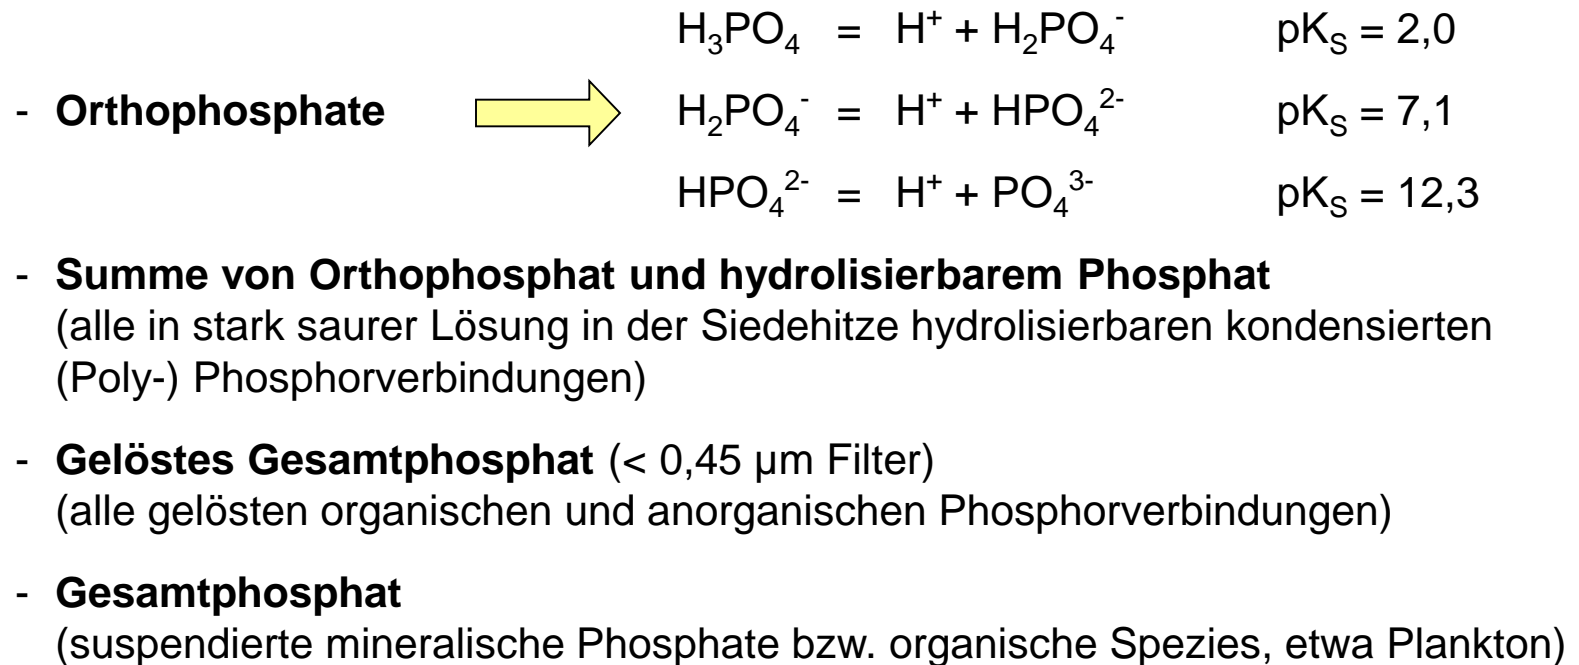 H₃PO₄ = H⁺ + H₂PO₄⁻ pKₛ = 2,0
- Orthophosphate H₂PO₄⁻ = H⁺ + HPO₄²⁻ pKₛ = 7,1
HPO₄²⁻ = H⁺ + PO₄³⁻ pKₛ = 12,3
- Summe von Orthophosphat und hydrolisierbarem Phosphat
(alle in stark saurer Lösung in der Siedehitze hydrolisierbaren kondensierten
(Poly-) Phosphorverbindungen)
- Gelöstes Gesamtphosphat (< 0,45 µm Filter)
(alle gelösten organischen und anorganischen Phosphorverbindungen)
- Gesamtphosphat
(suspendierte mineralische Phosphate bzw. organische Spezies, etwa Plankton)